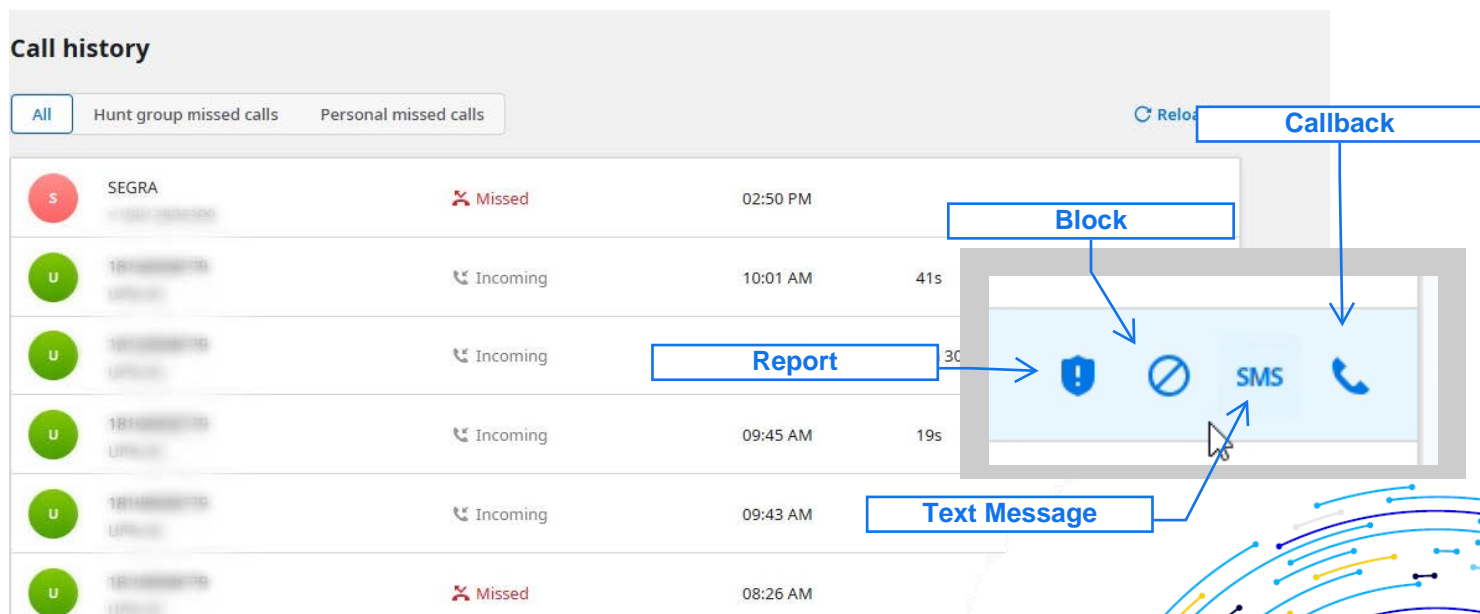 Call history
All Hunt group missed calls Personal missed calls
Callback
S SEGRA Missed 02:50 PM
Block
U Incoming 10:01 AM 41s
U Incoming 30
Report
SMS
U Incoming 09:45 AM 19s
U Incoming 09:43 AM
Text Message
U Missed 08:26 AM